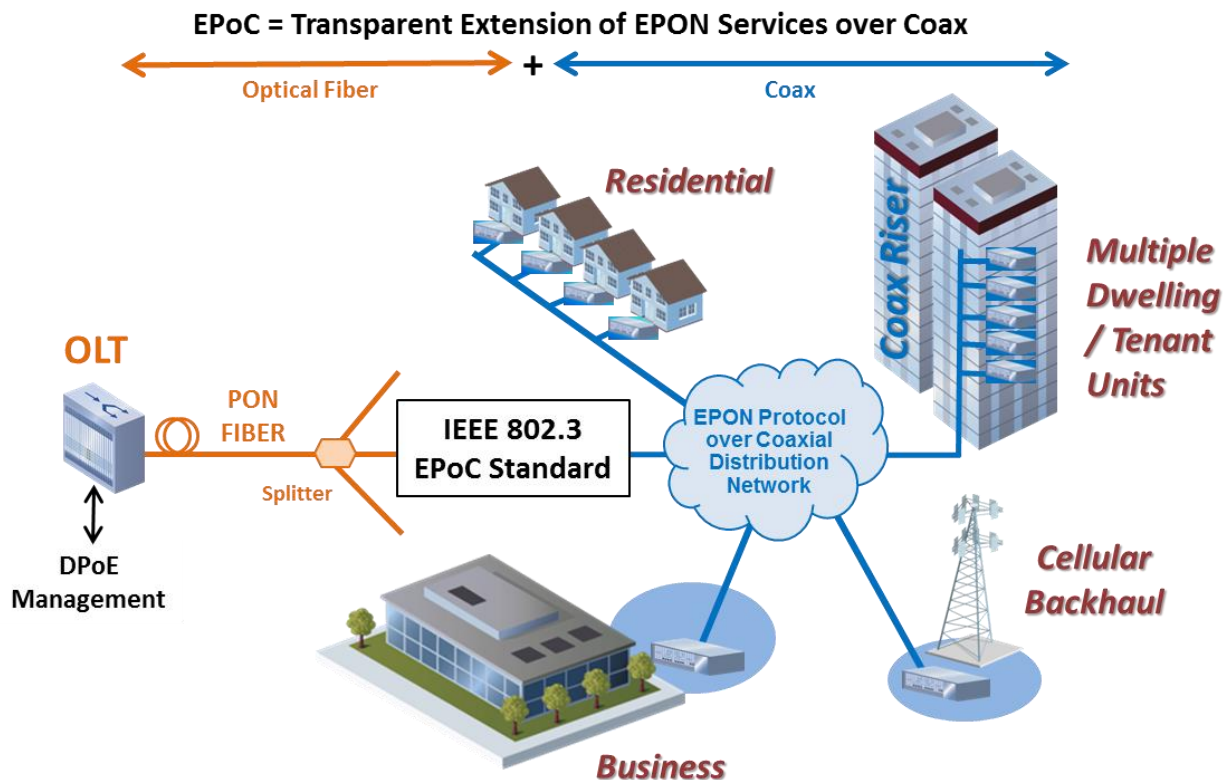 EPoC = Transparent Extension of EPON Services over Coax
+
Optical Fiber
Coax
Residential
Coax Riser
Multiple
Dwelling
/ Tenant
Units
OLT
PON
FIBER
Splitter
IEEE 802.3
EPoC Standard
EPON Protocol
over Coaxial
Distribution
Network
DPoE
Management
Cellular
Backhaul
Business